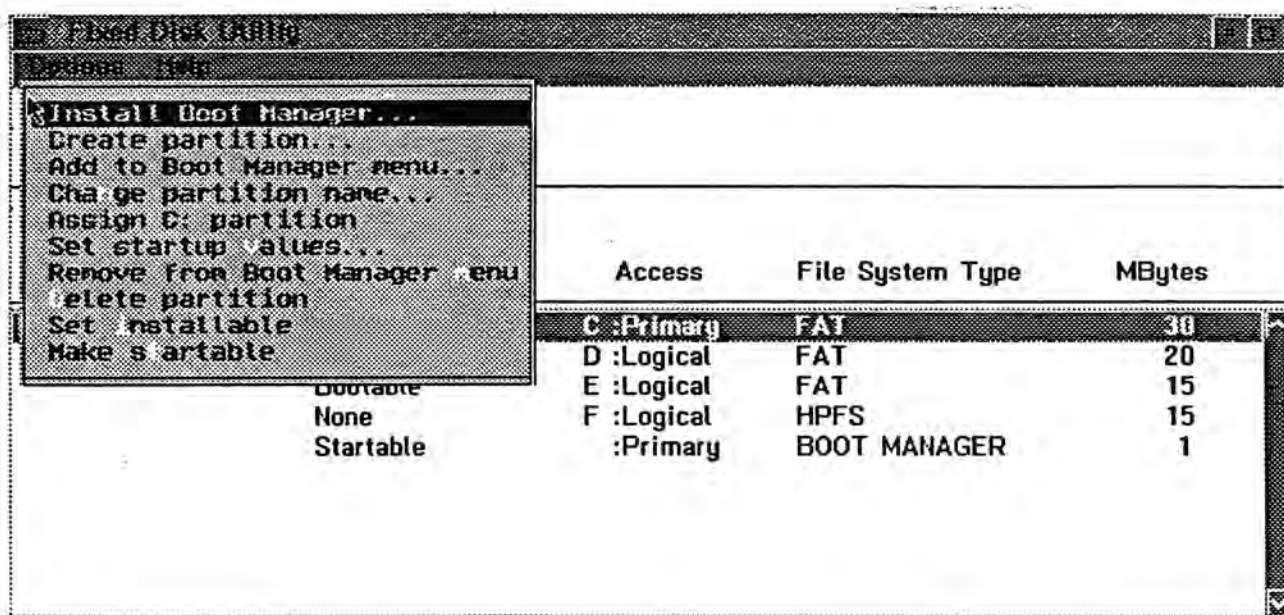 Fixed Disk Utility
Options Help
Install Boot Manager...
Create partition...
Add to Boot Manager menu...
Change partition name...
Assign C: partition
Set startup values...
Remove from Boot Manager menu
Delete partition
Set installable
Make startable
Access File System Type MBytes
C :Primary FAT 30
D :Logical FAT 20
Bootable E :Logical FAT 15
None F :Logical HPFS 15
Startable :Primary BOOT MANAGER 1